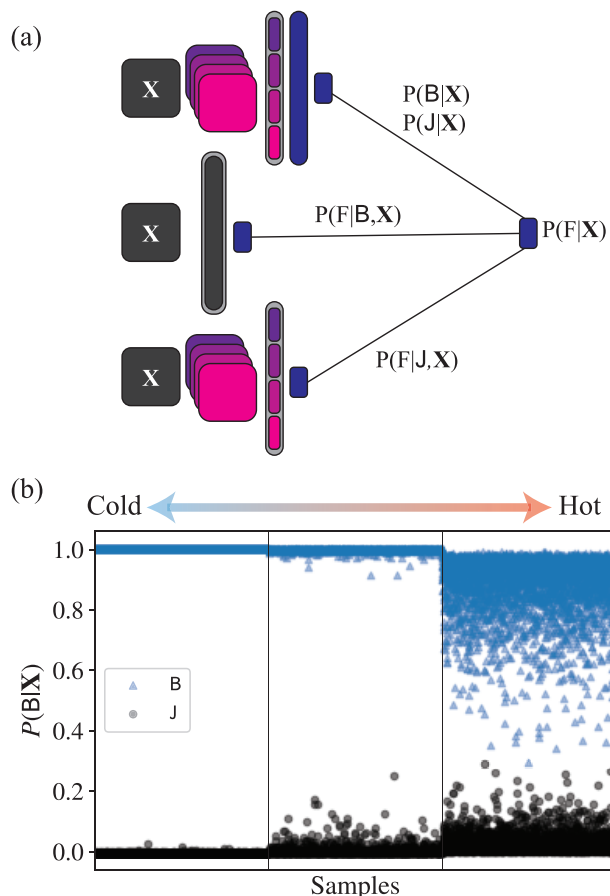 (a)
X
P(B|X)
P(J|X)
X
P(F|B,X)
P(F|X)
X
P(F|J,X)
(b)
Cold
Hot
1.0
0.8
0.6
0.4
0.2
0.0
P(B|X)
B
J
Samples